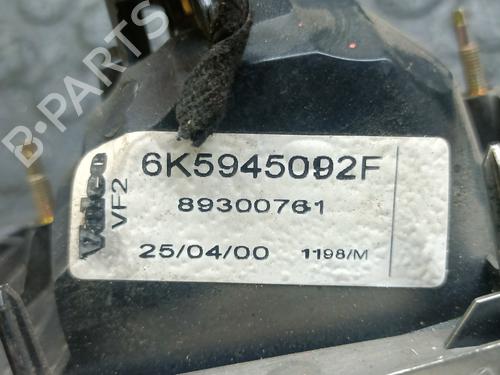 6K5945092F
Valeo
VF2
89300761
25/04/00 1198/M
B-PARTS